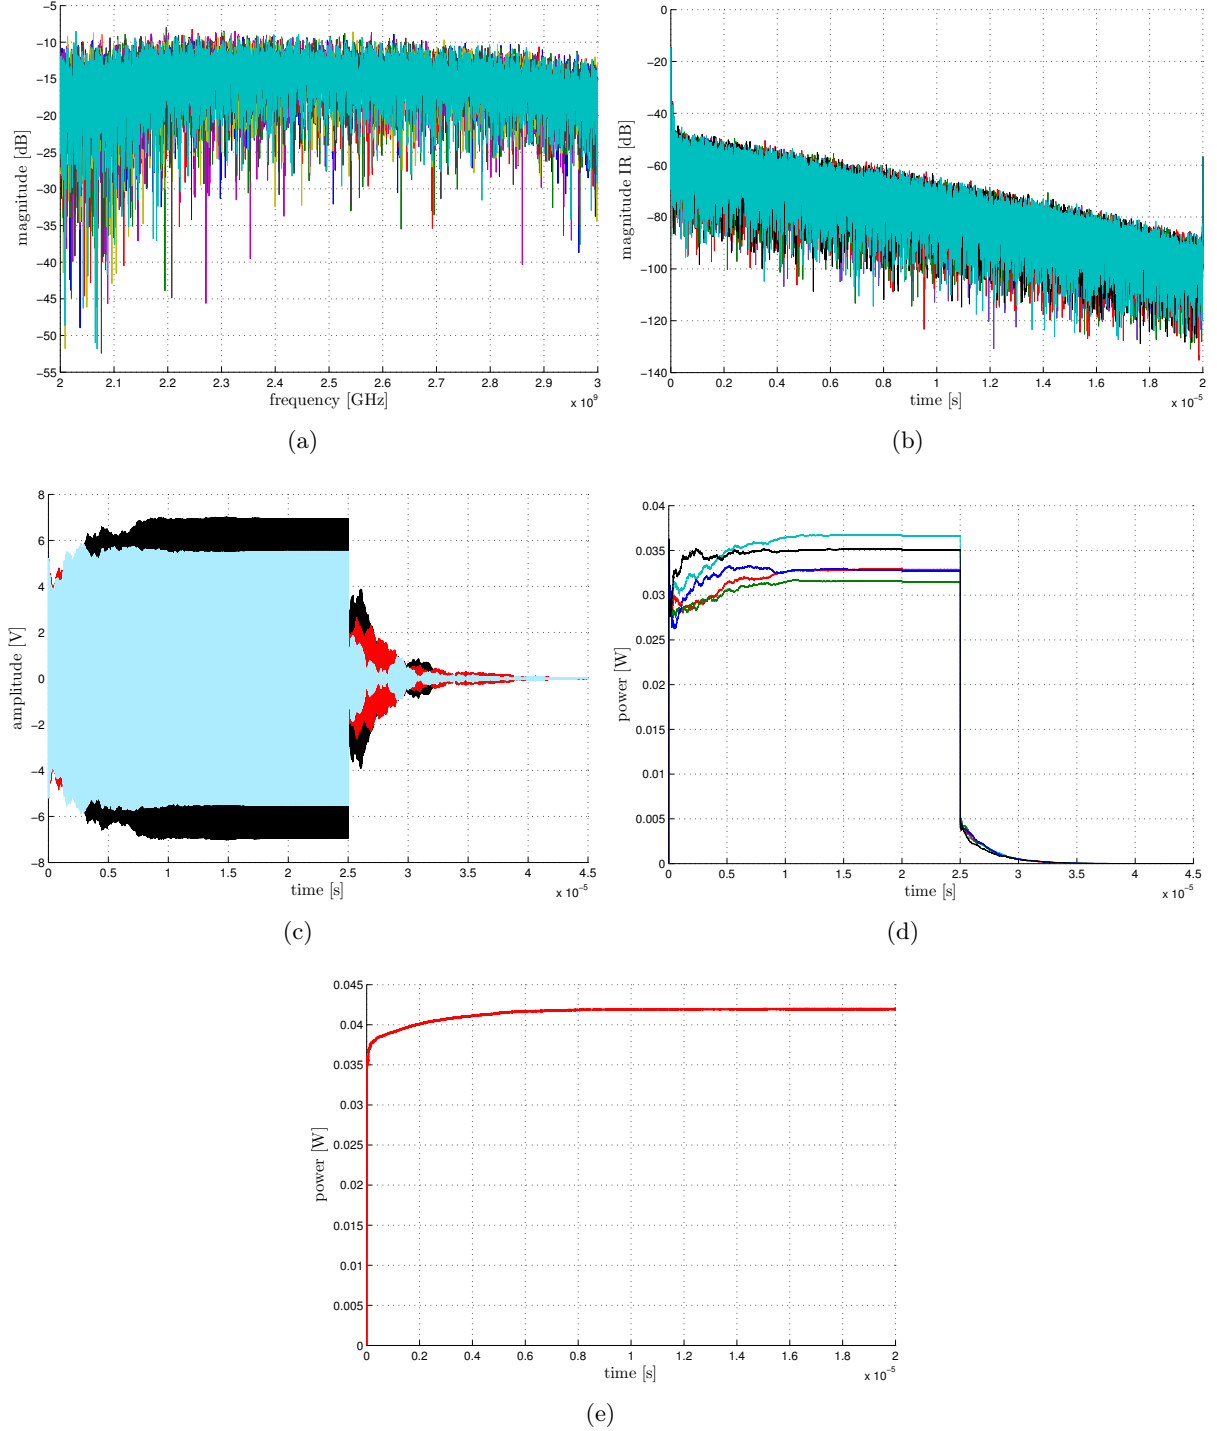 −5
−10
−15
−20
−25
−30
−35
−40
−45
−50
−55
magnitude [dB]
2 2.1 2.2 2.3 2.4 2.5 2.6 2.7 2.8 2.9 3
frequency [GHz]
x 10⁹
(a)
0
−20
−40
−60
−80
−100
−120
−140
magnitude IR [dB]
0 0.2 0.4 0.6 0.8 1 1.2 1.4 1.6 1.8 2
time [s]
x 10⁻⁵
(b)
8
6
4
2
0
−2
−4
−6
−8
amplitude [V]
0 0.5 1 1.5 2 2.5 3 3.5 4 4.5
time [s]
x 10⁻⁵
(c)
0.04
0.035
0.03
0.025
0.02
0.015
0.01
0.005
0
power [W]
0 0.5 1 1.5 2 2.5 3 3.5 4 4.5
time [s]
x 10⁻⁵
(d)
0.045
0.04
0.035
0.03
0.025
0.02
0.015
0.01
0.005
0
power [W]
0 0.2 0.4 0.6 0.8 1 1.2 1.4 1.6 1.8 2
time [s]
x 10⁻⁵
(e)